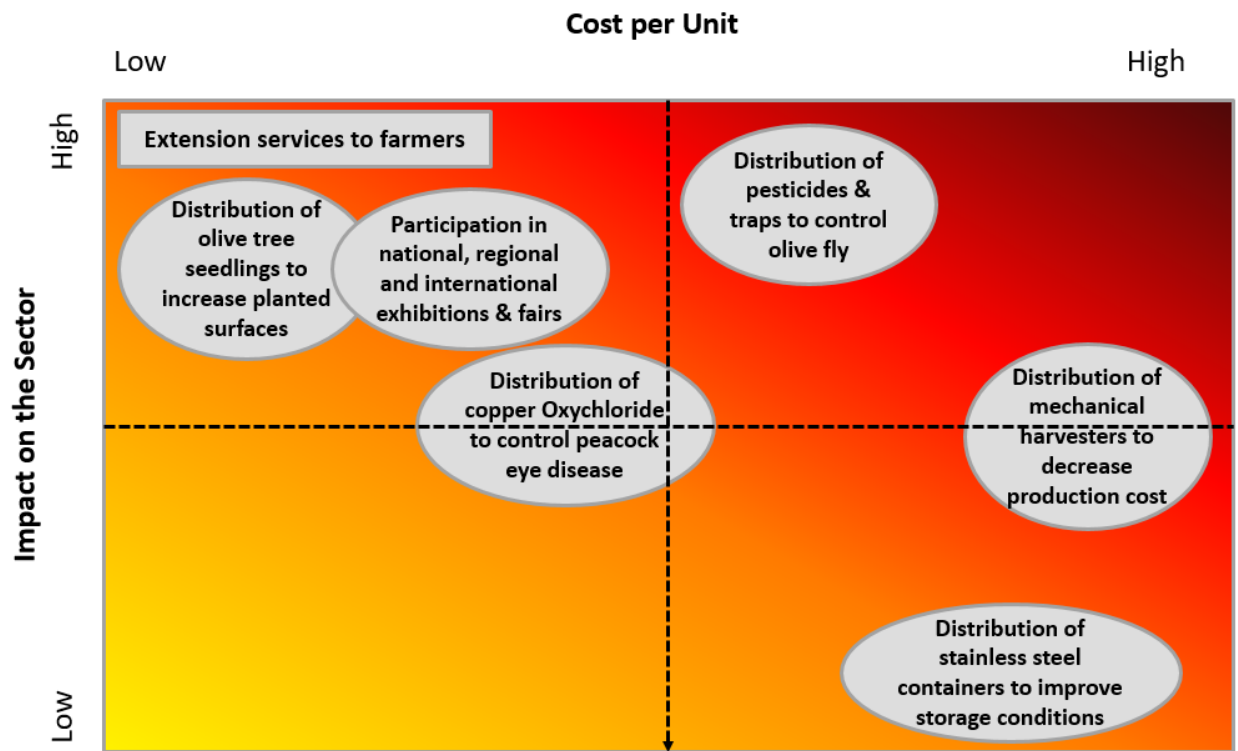 Cost per Unit
Low
High
High
Extension services to farmers
Distribution of
olive tree
seedlings to
increase planted
surfaces
Participation in
national, regional
and international
exhibitions & fairs
Distribution of
pesticides &
traps to control
olive fly
Distribution of
copper Oxychloride
to control peacock
eye disease
Distribution of
mechanical
harvesters to
decrease
production cost
Impact on the Sector
Distribution of
stainless steel
containers to improve
storage conditions
Low